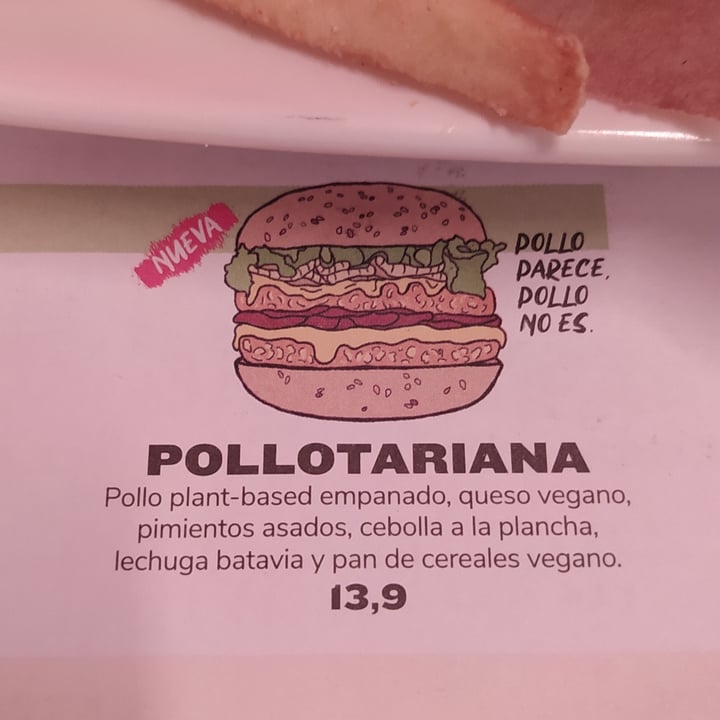 NUEVA
POLLO
PARECE,
POLLO
NO ES.
POLLOTARIANA
Pollo plant-based empanado, queso vegano,
pimientos asados, cebolla a la plancha,
lechuga batavia y pan de cereales vegano.
13,9